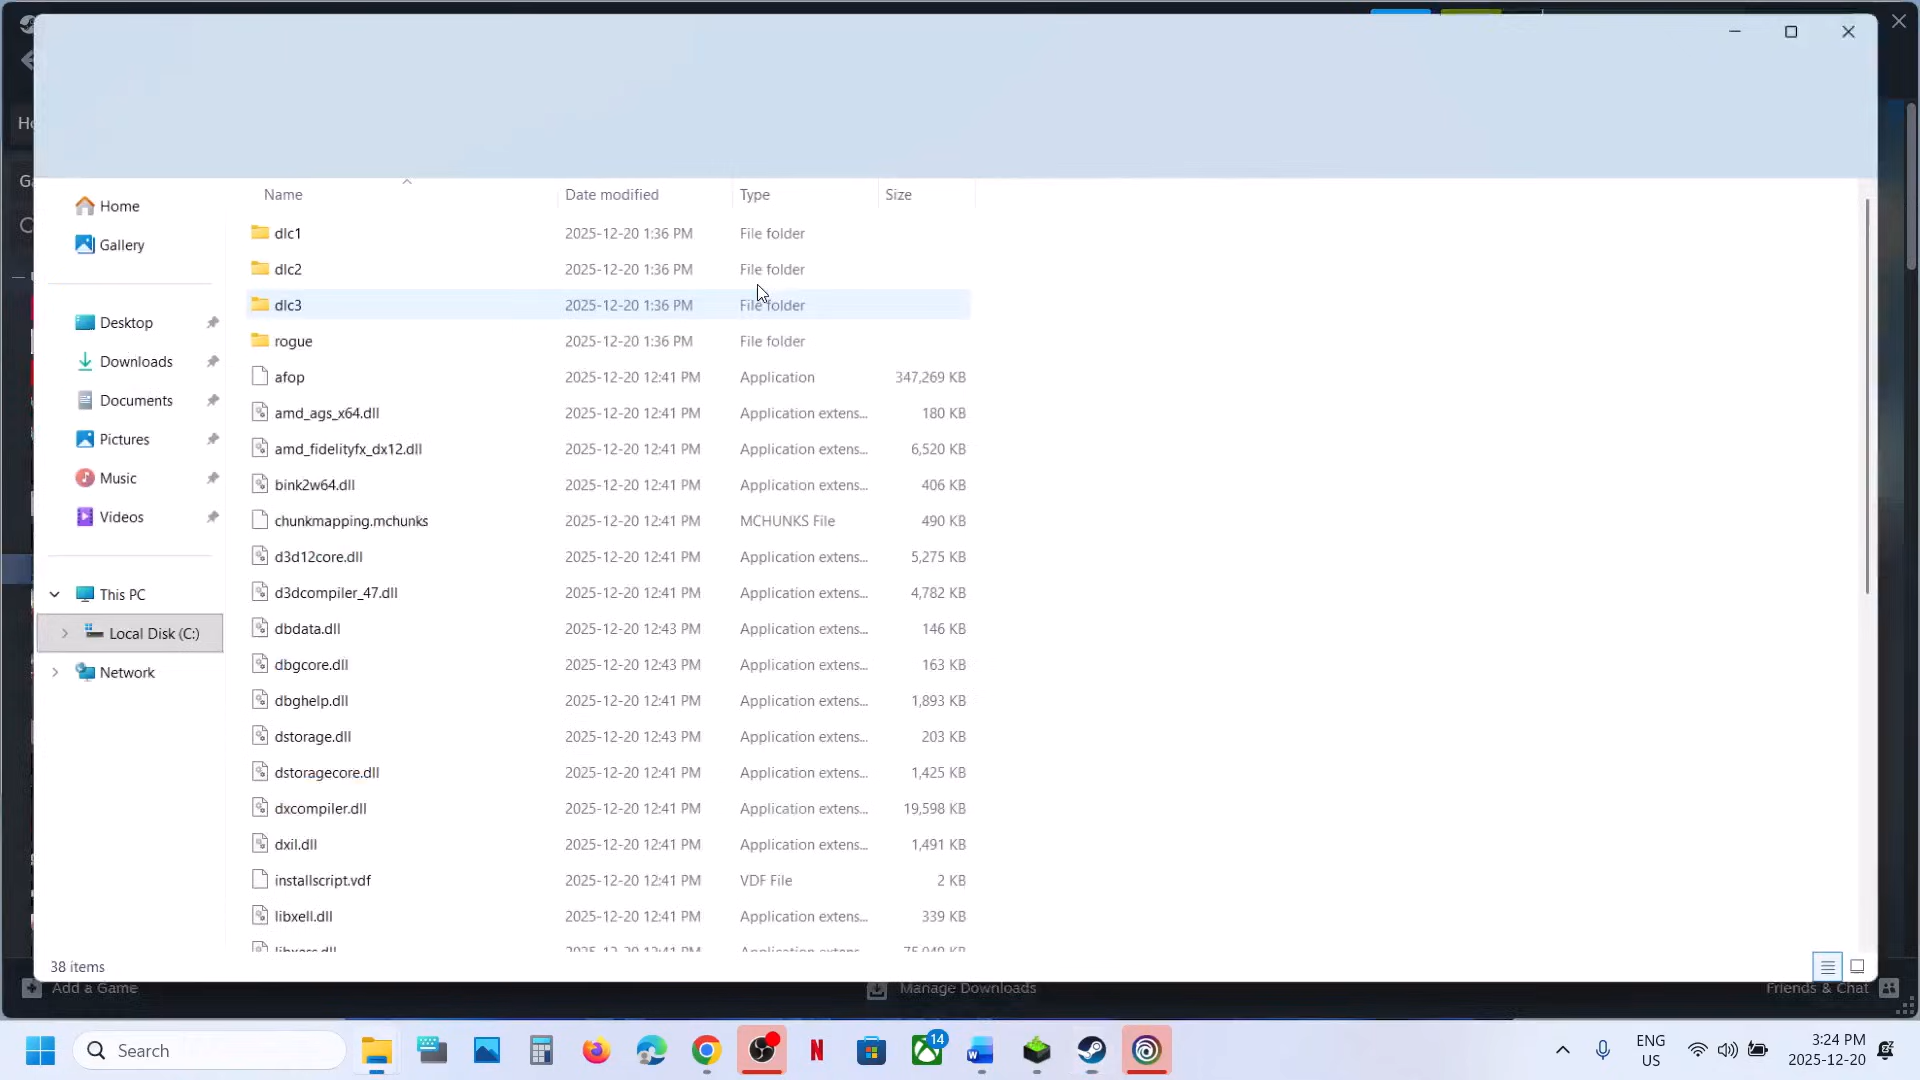 Name Date modified Type Size
Home
Gallery
Desktop
Downloads
Documents
Pictures
Music
Videos
This PC
Local Disk (C:)
Network
dlc1 2025-12-20 1:36 PM File folder
dlc2 2025-12-20 1:36 PM File folder
dlc3 2025-12-20 1:36 PM File folder
rogue 2025-12-20 1:36 PM File folder
afop 2025-12-20 12:41 PM Application 347,269 KB
amd_ags_x64.dll 2025-12-20 12:41 PM Application extens... 180 KB
amd_fidelityfx_dx12.dll 2025-12-20 12:41 PM Application extens... 6,520 KB
bink2w64.dll 2025-12-20 12:41 PM Application extens... 406 KB
chunkmapping.mchunks 2025-12-20 12:41 PM MCHUNKS File 490 KB
d3d12core.dll 2025-12-20 12:41 PM Application extens... 5,275 KB
d3dcompiler_47.dll 2025-12-20 12:41 PM Application extens... 4,782 KB
dbdata.dll 2025-12-20 12:43 PM Application extens... 146 KB
dbgcore.dll 2025-12-20 12:43 PM Application extens... 163 KB
dbghelp.dll 2025-12-20 12:43 PM Application extens... 1,893 KB
dstorage.dll 2025-12-20 12:43 PM Application extens... 203 KB
dstoragecore.dll 2025-12-20 12:41 PM Application extens... 1,425 KB
dxcompiler.dll 2025-12-20 12:41 PM Application extens... 19,598 KB
dxil.dll 2025-12-20 12:41 PM Application extens... 1,491 KB
installscript.vdf 2025-12-20 12:41 PM VDF File 2 KB
libxell.dll 2025-12-20 12:41 PM Application extens... 339 KB
38 items
Add a Game Manage Downloads Friends & Chat
Search
14
ENG
US
3:24 PM
2025-12-20